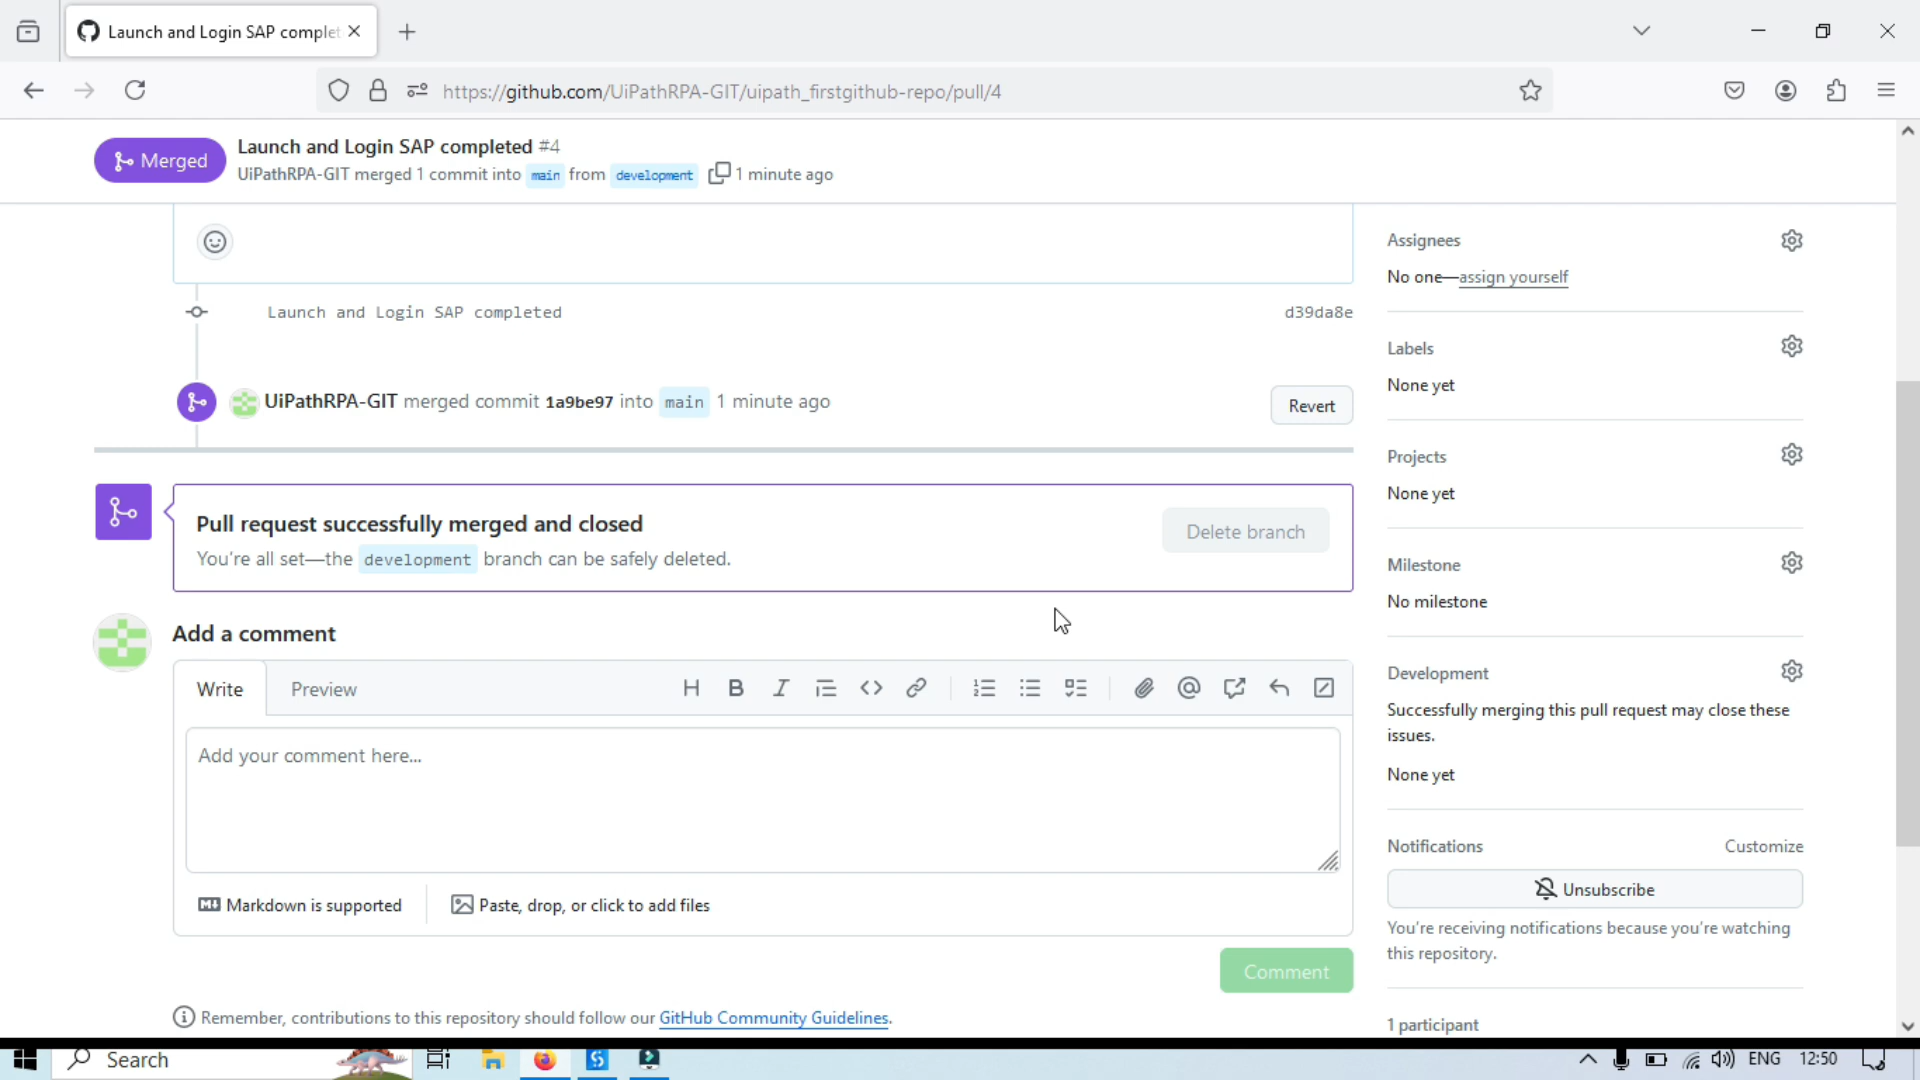 Launch and Login SAP complet
https://github.com/UiPathRPA-GIT/uipath_firstgithub-repo/pull/4
Merged
Launch and Login SAP completed #4
UiPathRPA-GIT merged 1 commit into main from development 1 minute ago
Assignees
No one—assign yourself
Launch and Login SAP completed d39da8e
Labels
None yet
UiPathRPA-GIT merged commit 1a9be97 into main 1 minute ago
Revert
Projects
None yet
Pull request successfully merged and closed
You're all set—the development branch can be safely deleted.
Delete branch
Milestone
No milestone
Add a comment
Write Preview
Add your comment here...
Markdown is supported
Paste, drop, or click to add files
Comment
Development
Successfully merging this pull request may close these
issues.
None yet
Notifications Customize
Unsubscribe
You're receiving notifications because you're watching
this repository.
Remember, contributions to this repository should follow our GitHub Community Guidelines.
1 participant
Search
ENG 12:50